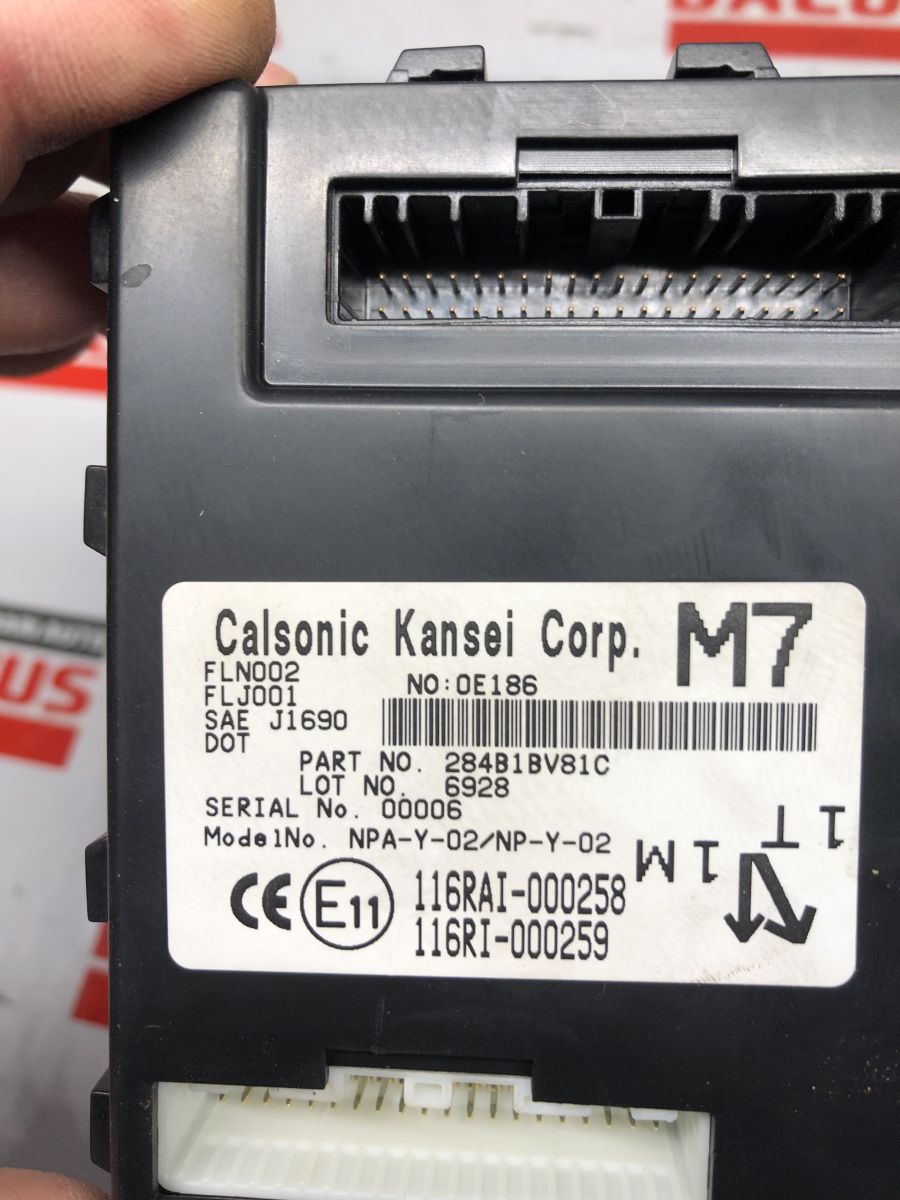 Calsonic Kansei Corp. M7
FLN002
FLJ001
NO:0E186
SAE J1690
DOT
PART NO. 284B1BV81C
LOT NO. 6928
SERIAL No. 00006
ModelNo. NPA-Y-02/NP-Y-02
1T
1M
CE E11 116RAI-000258
116RI-000259